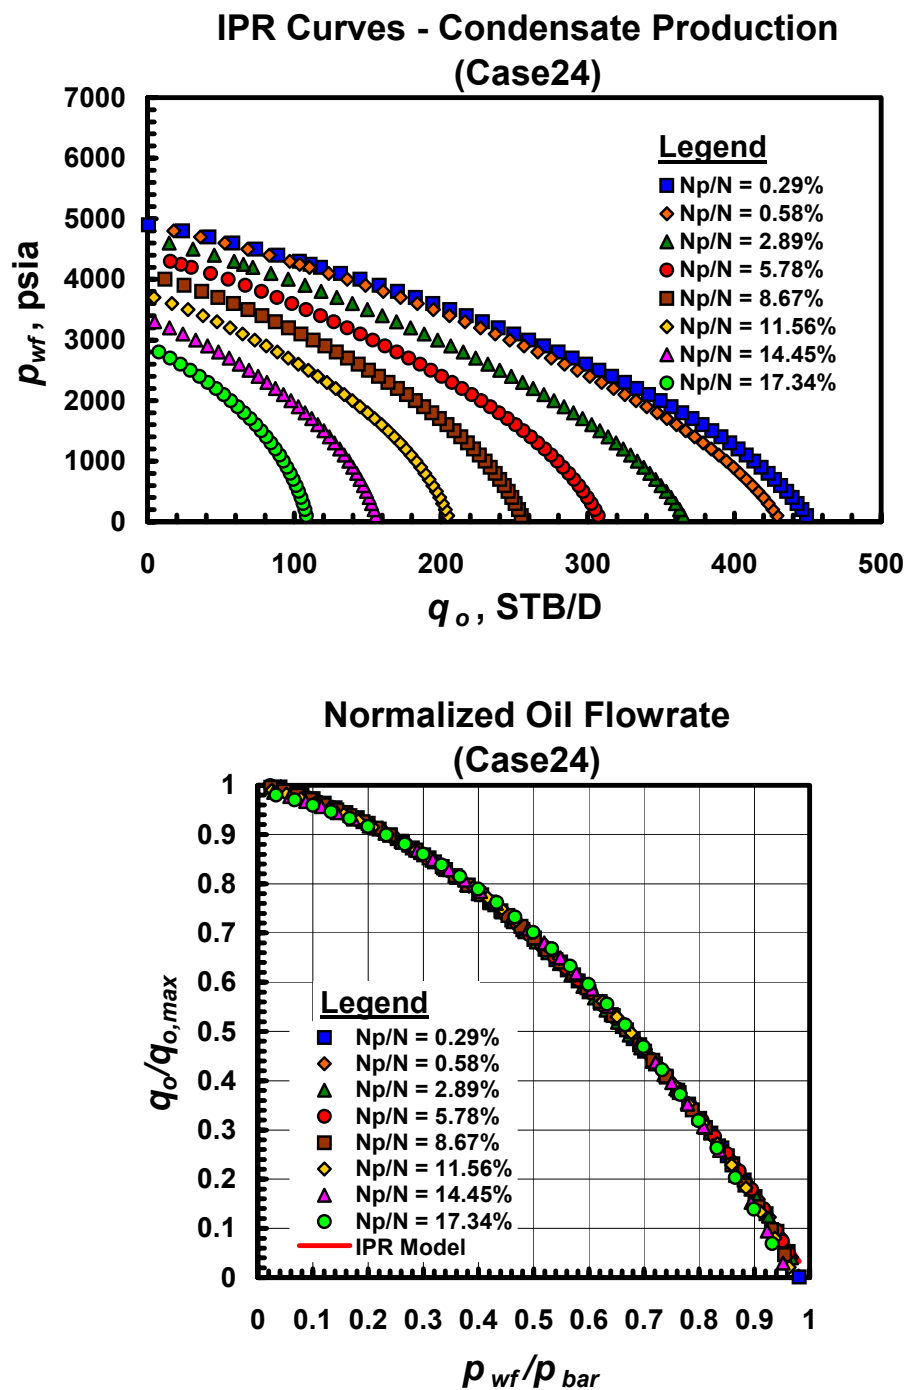 IPR Curves - Condensate Production
(Case24)
7000
6000
5000
4000
3000
2000
1000
0
p wf , psia
Legend
Np/N = 0.29%
Np/N = 0.58%
Np/N = 2.89%
Np/N = 5.78%
Np/N = 8.67%
Np/N = 11.56%
Np/N = 14.45%
Np/N = 17.34%
0 100 200 300 400 500
q o , STB/D
Normalized Oil Flowrate
(Case24)
1
0.9
0.8
0.7
0.6
0.5
0.4
0.3
0.2
0.1
0
q o /q o,max
Legend
Np/N = 0.29%
Np/N = 0.58%
Np/N = 2.89%
Np/N = 5.78%
Np/N = 8.67%
Np/N = 11.56%
Np/N = 14.45%
Np/N = 17.34%
IPR Model
0 0.1 0.2 0.3 0.4 0.5 0.6 0.7 0.8 0.9 1
p wf /p bar